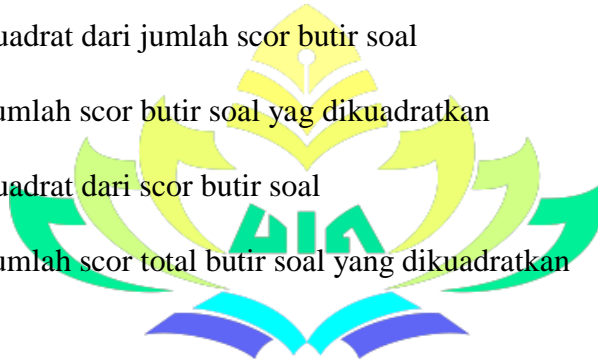 uadrat dari jumlah scor butir soal
umlah scor butir soal yag dikuadratkan
uadrat dari scor butir soal
UIN
umlah scor total butir soal yang dikuadratkan